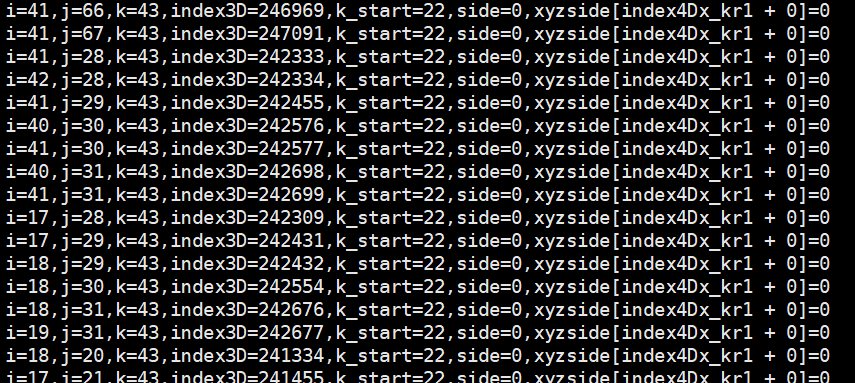 i=41,j=66,k=43,index3D=246969,k_start=22,side=0,xyzside[index4Dx_kr1 + 0]=0
i=41,j=67,k=43,index3D=247091,k_start=22,side=0,xyzside[index4Dx_kr1 + 0]=0
i=41,j=28,k=43,index3D=242333,k_start=22,side=0,xyzside[index4Dx_kr1 + 0]=0
i=42,j=28,k=43,index3D=242334,k_start=22,side=0,xyzside[index4Dx_kr1 + 0]=0
i=41,j=29,k=43,index3D=242455,k_start=22,side=0,xyzside[index4Dx_kr1 + 0]=0
i=40,j=30,k=43,index3D=242576,k_start=22,side=0,xyzside[index4Dx_kr1 + 0]=0
i=41,j=30,k=43,index3D=242577,k_start=22,side=0,xyzside[index4Dx_kr1 + 0]=0
i=40,j=31,k=43,index3D=242698,k_start=22,side=0,xyzside[index4Dx_kr1 + 0]=0
i=41,j=31,k=43,index3D=242699,k_start=22,side=0,xyzside[index4Dx_kr1 + 0]=0
i=17,j=28,k=43,index3D=242309,k_start=22,side=0,xyzside[index4Dx_kr1 + 0]=0
i=17,j=29,k=43,index3D=242431,k_start=22,side=0,xyzside[index4Dx_kr1 + 0]=0
i=18,j=29,k=43,index3D=242432,k_start=22,side=0,xyzside[index4Dx_kr1 + 0]=0
i=18,j=30,k=43,index3D=242554,k_start=22,side=0,xyzside[index4Dx_kr1 + 0]=0
i=18,j=31,k=43,index3D=242676,k_start=22,side=0,xyzside[index4Dx_kr1 + 0]=0
i=19,j=31,k=43,index3D=242677,k_start=22,side=0,xyzside[index4Dx_kr1 + 0]=0
i=18,j=20,k=43,index3D=241334,k_start=22,side=0,xyzside[index4Dx_kr1 + 0]=0
i=17,j=21,k=43,index3D=241455,k_start=22,side=0,xyzside[index4Dx_kr1 + 0]=0